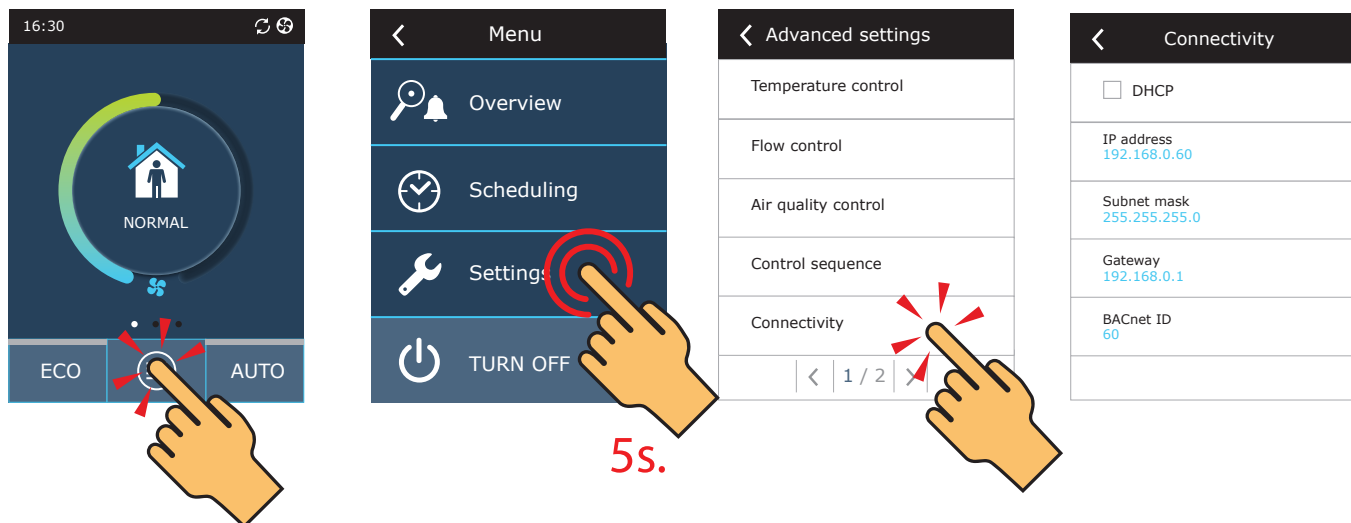 16:30
NORMAL
ECO
AUTO
Menu
Overview
Scheduling
Settings
TURN OFF
5s.
Advanced settings
Temperature control
Flow control
Air quality control
Control sequence
Connectivity
1 / 2
Connectivity
DHCP
IP address
192.168.0.60
Subnet mask
255.255.255.0
Gateway
192.168.0.1
BACnet ID
60